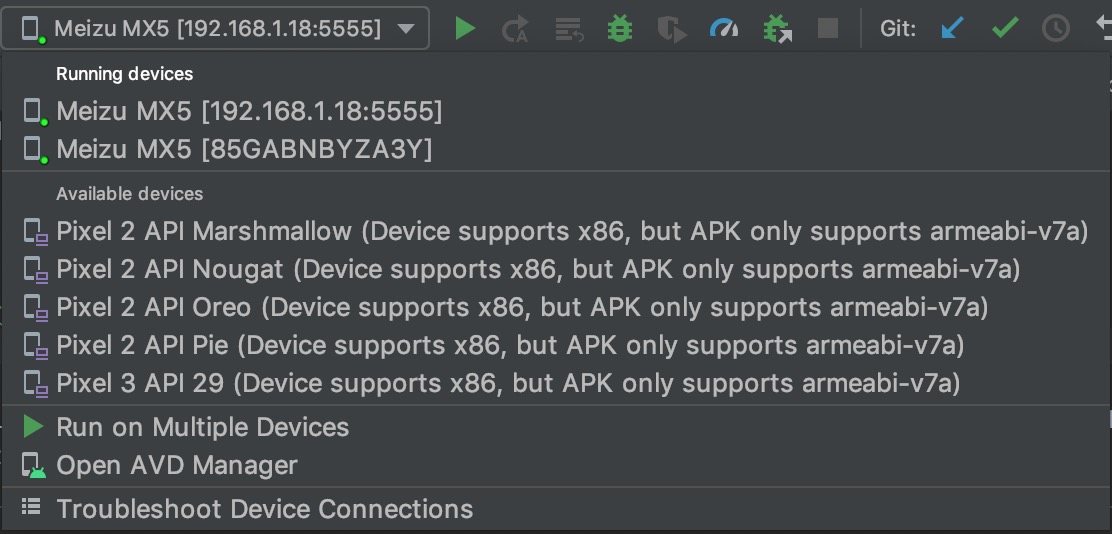 Meizu MX5 [192.168.1.18:5555]
Git:
Running devices
Meizu MX5 [192.168.1.18:5555]
Meizu MX5 [85GABNBYZA3Y]
Available devices
Pixel 2 API Marshmallow (Device supports x86, but APK only supports armeabi-v7a)
Pixel 2 API Nougat (Device supports x86, but APK only supports armeabi-v7a)
Pixel 2 API Oreo (Device supports x86, but APK only supports armeabi-v7a)
Pixel 2 API Pie (Device supports x86, but APK only supports armeabi-v7a)
Pixel 3 API 29 (Device supports x86, but APK only supports armeabi-v7a)
Run on Multiple Devices
Open AVD Manager
Troubleshoot Device Connections